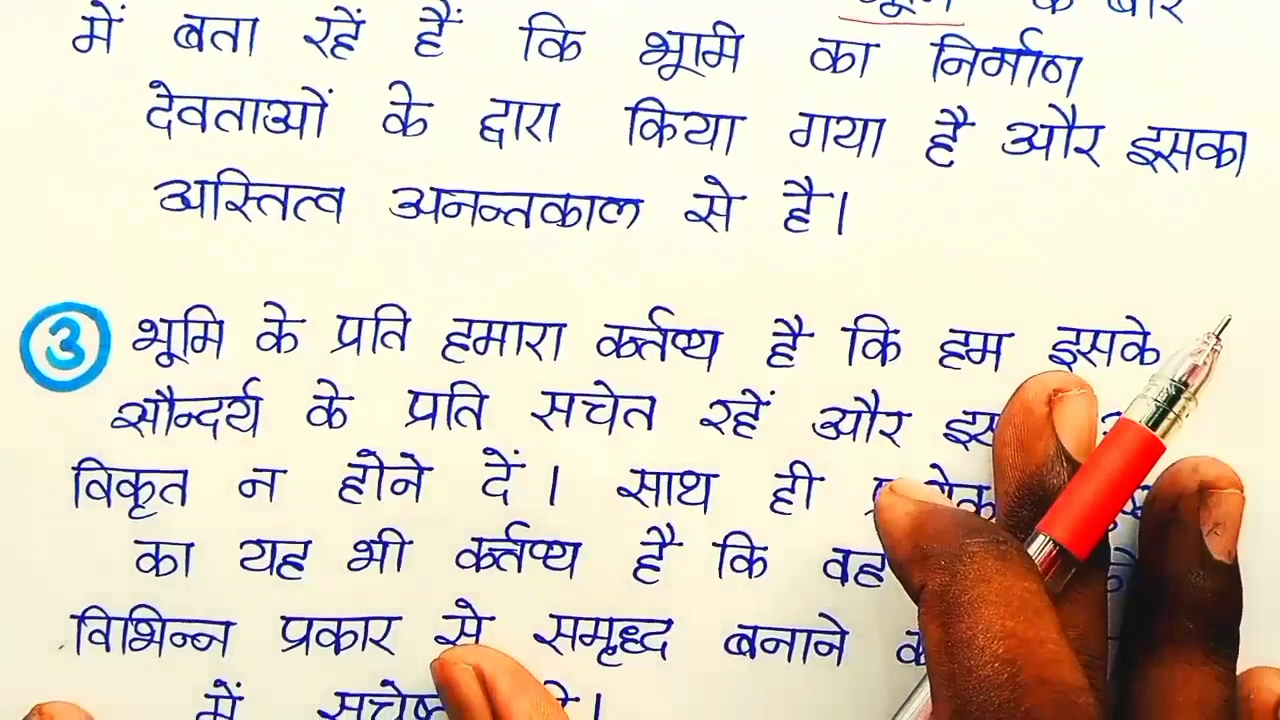 के बारे
में बता रहें हैं कि भूमि का निर्माण
देवताओं के द्वारा किया गया है और इसका
अस्तित्व अनन्तकाल से है।
3 भूमि के प्रति हमारा कर्त्तव्य है कि हम इसके
सौन्दर्य के प्रति सचेत रहें और
विकृत न होने दें। साथ ही
का यह भी कर्त्तव्य है कि वह
विभिन्न प्रकार से समृध्द बनाने
में